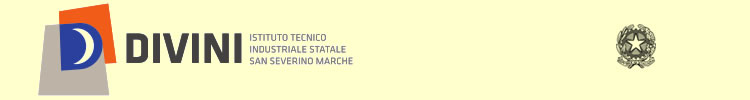 DIVINI
ISTITUTO TECNICO
INDUSTRIALE STATALE
SAN SEVERINO MARCHE